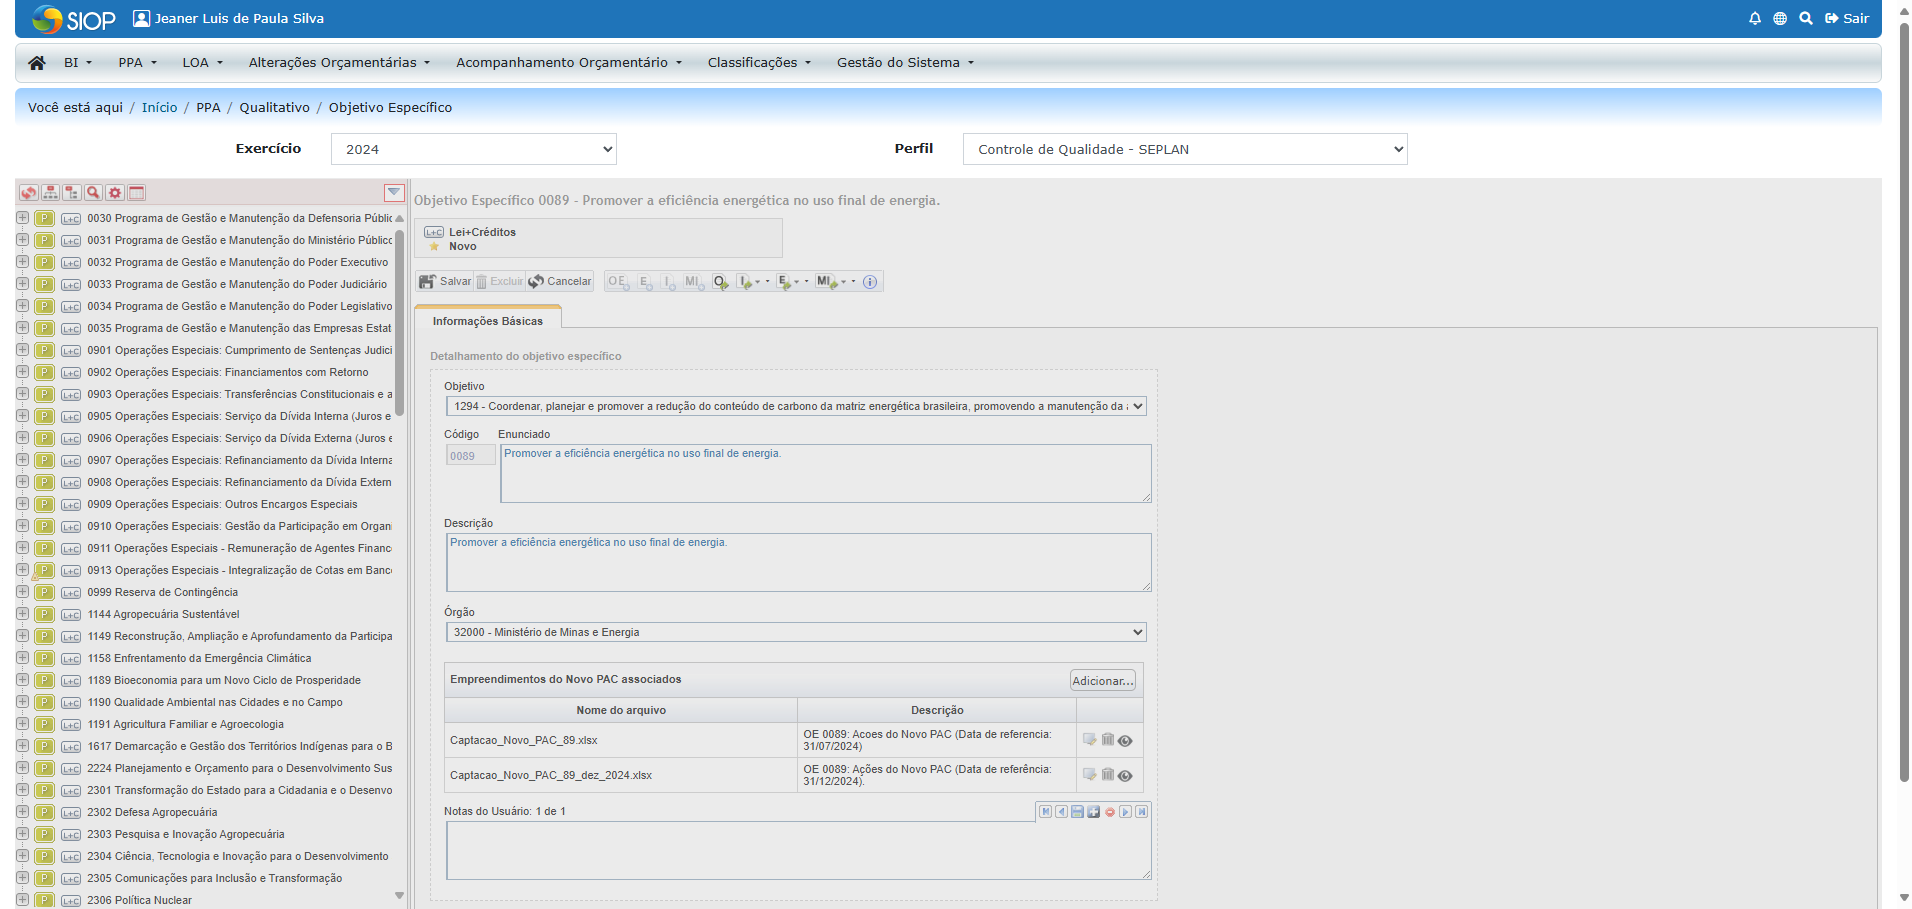 SIOP Jeaner Luis de Paula Silva Sair
BI PPA LOA Alterações Orçamentárias Acompanhamento Orçamentário Classificações Gestão do Sistema
Você está aqui / Início / PPA / Qualitativo / Objetivo Específico
Exercício 2024 Perfil Controle de Qualidade - SEPLAN
P L+C 0030 Programa de Gestão e Manutenção da Defensoria Públic
P L+C 0031 Programa de Gestão e Manutenção do Ministério Público
P L+C 0032 Programa de Gestão e Manutenção do Poder Executivo
P L+C 0033 Programa de Gestão e Manutenção do Poder Judiciário
P L+C 0034 Programa de Gestão e Manutenção do Poder Legislativo
P L+C 0035 Programa de Gestão e Manutenção das Empresas Estat
P L+C 0901 Operações Especiais: Cumprimento de Sentenças Judici
P L+C 0902 Operações Especiais: Financiamentos com Retorno
P L+C 0903 Operações Especiais: Transferências Constitucionais e a
P L+C 0905 Operações Especiais: Serviço da Dívida Interna (Juros e
P L+C 0906 Operações Especiais: Serviço da Dívida Externa (Juros e
P L+C 0907 Operações Especiais: Refinanciamento da Dívida Interna
P L+C 0908 Operações Especiais: Refinanciamento da Dívida Extern
P L+C 0909 Operações Especiais: Outros Encargos Especiais
P L+C 0910 Operações Especiais: Gestão da Participação em Organi
P L+C 0911 Operações Especiais - Remuneração de Agentes Finance
P L+C 0913 Operações Especiais - Integralização de Cotas em Banc
P L+C 0999 Reserva de Contingência
P L+C 1144 Agropecuária Sustentável
P L+C 1149 Reconstrução, Ampliação e Aprofundamento da Participa
P L+C 1158 Enfrentamento da Emergência Climática
P L+C 1189 Bioeconomia para um Novo Ciclo de Prosperidade
P L+C 1190 Qualidade Ambiental nas Cidades e no Campo
P L+C 1191 Agricultura Familiar e Agroecologia
P L+C 1617 Demarcação e Gestão dos Territórios Indígenas para o B
P L+C 2224 Planejamento e Orçamento para o Desenvolvimento Sus
P L+C 2301 Transformação do Estado para a Cidadania e o Desenvo
P L+C 2302 Defesa Agropecuária
P L+C 2303 Pesquisa e Inovação Agropecuária
P L+C 2304 Ciência, Tecnologia e Inovação para o Desenvolvimento
P L+C 2305 Comunicações para Inclusão e Transformação
P L+C 2306 Política Nuclear
Objetivo Específico 0089 - Promover a eficiência energética no uso final de energia.
L+C Lei+Créditos
Novo
Salvar Excluir Cancelar OE E I MI O I E MI i
Informações Básicas
Detalhamento do objetivo específico
Objetivo
1294 - Coordenar, planejar e promover a redução do conteúdo de carbono da matriz energética brasileira, promovendo a manutenção da a
Código Enunciado
0089 Promover a eficiência energética no uso final de energia.
Descrição
Promover a eficiência energética no uso final de energia.
Órgão
32000 - Ministério de Minas e Energia
Empreendimentos do Novo PAC associados Adicionar...
Nome do arquivo Descrição
Captacao_Novo_PAC_89.xlsx OE 0089: Acoes do Novo PAC (Data de referencia:
31/07/2024)
Captacao_Novo_PAC_89_dez_2024.xlsx OE 0089: Ações do Novo PAC (Data de referência:
31/12/2024).
Notas do Usuário: 1 de 1